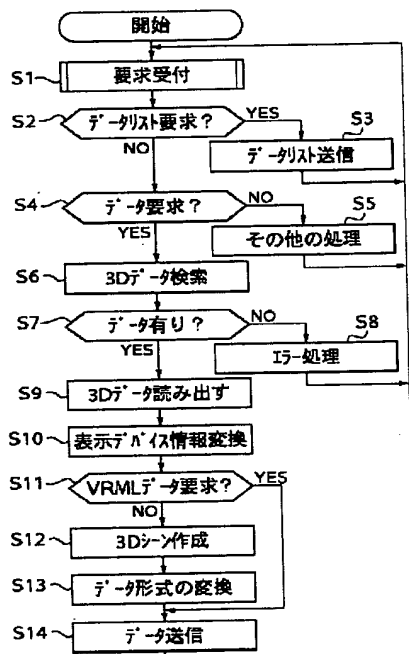 開始
S1
要求受付
S2
データリスト要求?
YES
NO
S3
データリスト送信
S4
データ要求?
NO
YES
S5
その他の処理
S6
3Dデータ検索
S7
データ有り?
NO
YES
S8
エラー処理
S9
3Dデータ読み出す
S10
表示デバイス情報変換
S11
VRMLデータ要求?
YES
NO
S12
3Dシーン作成
S13
データ形式の変換
S14
データ送信